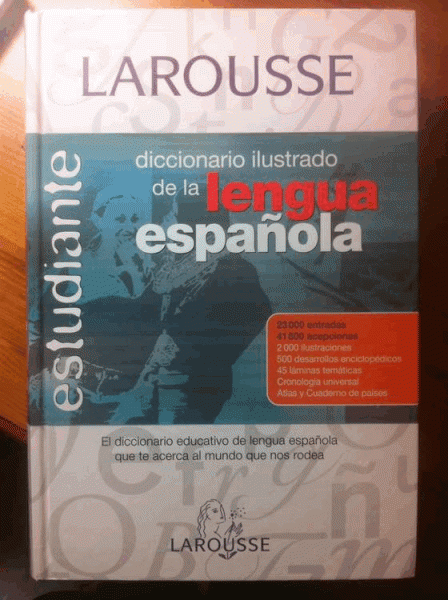 LAROUSSE
estudiante
diccionario ilustrado
de la lengua
española
23 000 entradas
41 600 acepciones
2 000 ilustraciones
500 desarrollos enciclopédicos
45 láminas temáticas
Cronología universal
Atlas y Cuaderno de países
El diccionario educativo de lengua española
que te acerca al mundo que nos rodea
LAROUSSE